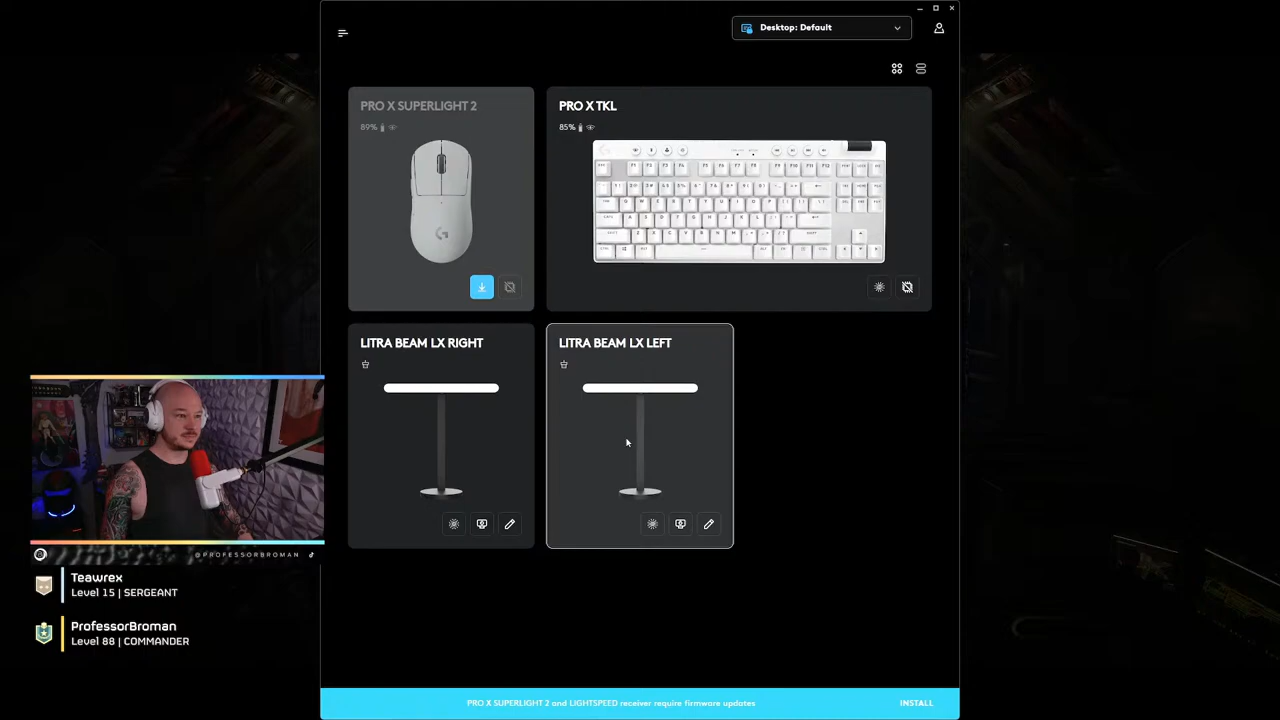 Desktop: Default
PRO X SUPERLIGHT 2
89%
PRO X TKL
85%
LITRA BEAM LX RIGHT
LITRA BEAM LX LEFT
@PROFESSORBROMAN
Teawrex
Level 15 | SERGEANT
ProfessorBroman
Level 88 | COMMANDER
PRO X SUPERLIGHT 2 and LIGHTSPEED receiver require firmware updates
INSTALL